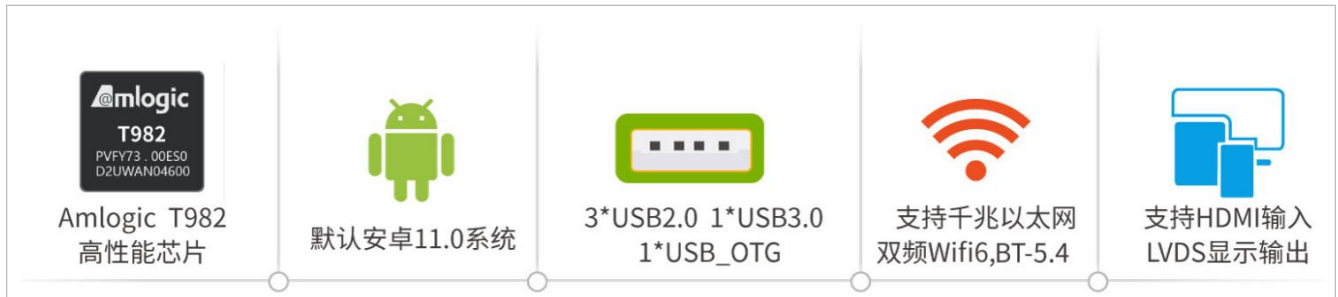 @mlogic
T982
PVFY73 . 00ES0
D2UWAN04600
Amlogic T982
高性能芯片
默认安卓11.0系统
3*USB2.0 1*USB3.0
1*USB_OTG
支持千兆以太网
双频Wifi6,BT-5.4
支持HDMI输入
LVDS显示输出